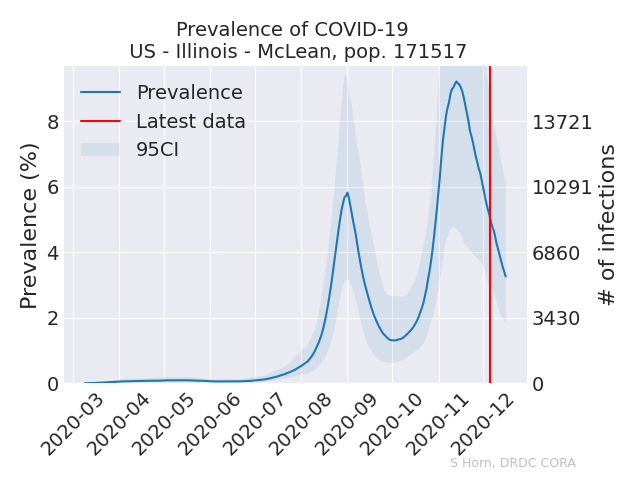 Prevalence of COVID-19
US - Illinois - McLean, pop. 171517
Prevalence
Latest data
95CI
Prevalence (%)
8
6
4
2
0
13721
10291
6860
3430
0
# of infections
2020-03
2020-04
2020-05
2020-06
2020-07
2020-08
2020-09
2020-10
2020-11
2020-12
S Horn, DRDC CORA